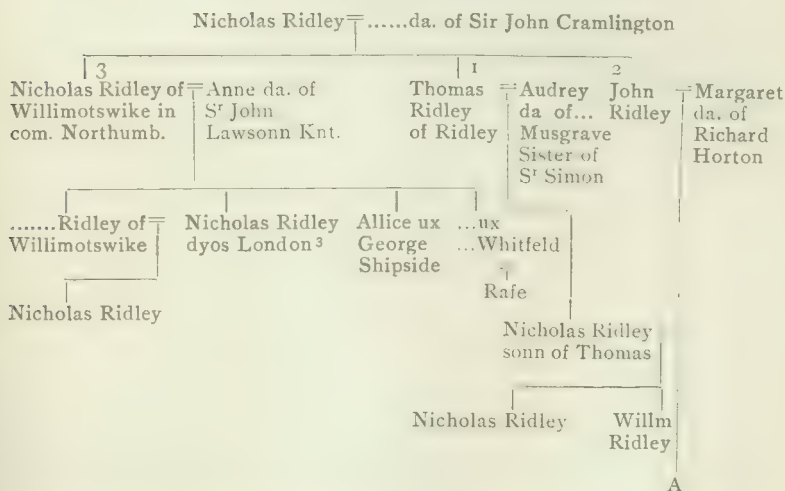 Nicholas Ridley ......da. of Sir John Cramlington
3 1 2
Nicholas Ridley of Anne da. of Thomas Audrey John Margaret
Willimotswike in Sʳ John Ridley da of... Ridley da. of
com. Northumb. Lawsonn Knt. of Ridley Musgrave Richard
Sister of Horton
Sʳ Simon
.......Ridley of Nicholas Ridley Allice ux ...ux
Willimotswike dyos London³ George ...Whitfeld
Shipside
Rafe
Nicholas Ridley
Nicholas Ridley
sonn of Thomas
Nicholas Ridley Willm
Ridley
A